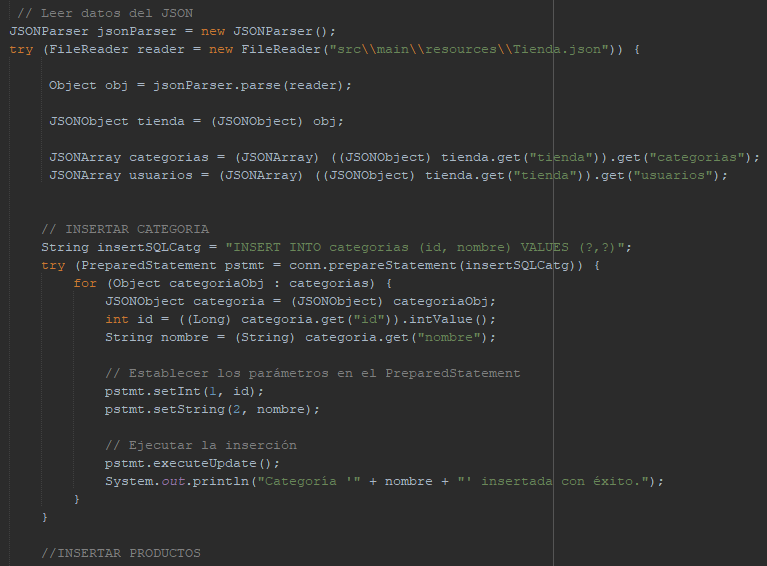 // Leer datos del JSON
JSONParser jsonParser = new JSONParser();
try (FileReader reader = new FileReader("src\\main\\resources\\Tienda.json")) {
Object obj = jsonParser.parse(reader);
JSONObject tienda = (JSONObject) obj;
JSONArray categorias = (JSONArray) ((JSONObject) tienda.get("tienda")).get("categorias");
JSONArray usuarios = (JSONArray) ((JSONObject) tienda.get("tienda")).get("usuarios");
// INSERTAR CATEGORIA
String insertSQLCatg = "INSERT INTO categorias (id, nombre) VALUES (?,?)";
try (PreparedStatement pstmt = conn.prepareStatement(insertSQLCatg)) {
for (Object categoriaObj : categorias) {
JSONObject categoria = (JSONObject) categoriaObj;
int id = ((Long) categoria.get("id")).intValue();
String nombre = (String) categoria.get("nombre");
// Establecer los parámetros en el PreparedStatement
pstmt.setInt(1, id);
pstmt.setString(2, nombre);
// Ejecutar la inserción
pstmt.executeUpdate();
System.out.println("Categoría '" + nombre + "' insertada con éxito.");
}
}
//INSERTAR PRODUCTOS